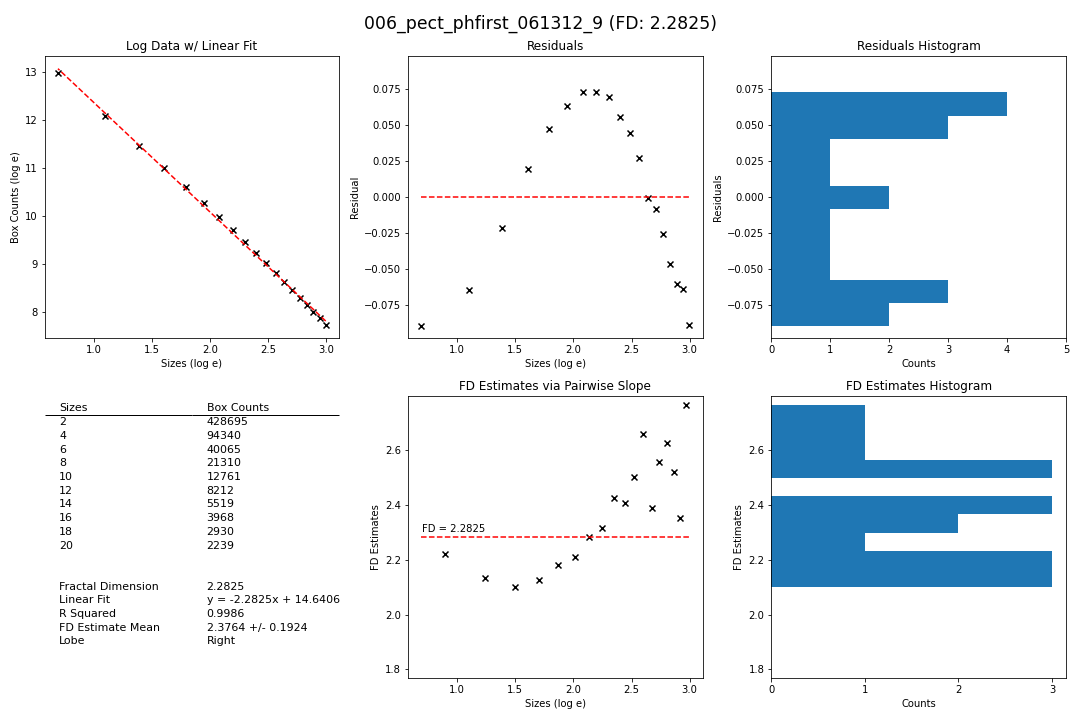 006_pect_phfirst_061312_9 (FD: 2.2825)
Log Data w/ Linear Fit
Box Counts (log e)
13
12
11
10
9
8
1.0
1.5
2.0
2.5
3.0
Sizes (log e)
Residuals
Residual
0.075
0.050
0.025
0.000
−0.025
−0.050
−0.075
1.0
1.5
2.0
2.5
3.0
Sizes (log e)
Residuals Histogram
Residuals
0.075
0.050
0.025
0.000
−0.025
−0.050
−0.075
0
1
2
3
4
5
Counts
Sizes Box Counts
2 428695
4 94340
6 40065
8 21310
10 12761
12 8212
14 5519
16 3968
18 2930
20 2239
Fractal Dimension 2.2825
Linear Fit y = -2.2825x + 14.6406
R Squared 0.9986
FD Estimate Mean 2.3764 +/- 0.1924
Lobe Right
FD Estimates via Pairwise Slope
FD Estimates
2.6
2.4
2.2
2.0
1.8
FD = 2.2825
1.0
1.5
2.0
2.5
3.0
Sizes (log e)
FD Estimates Histogram
FD Estimates
2.6
2.4
2.2
2.0
1.8
0
1
2
3
Counts